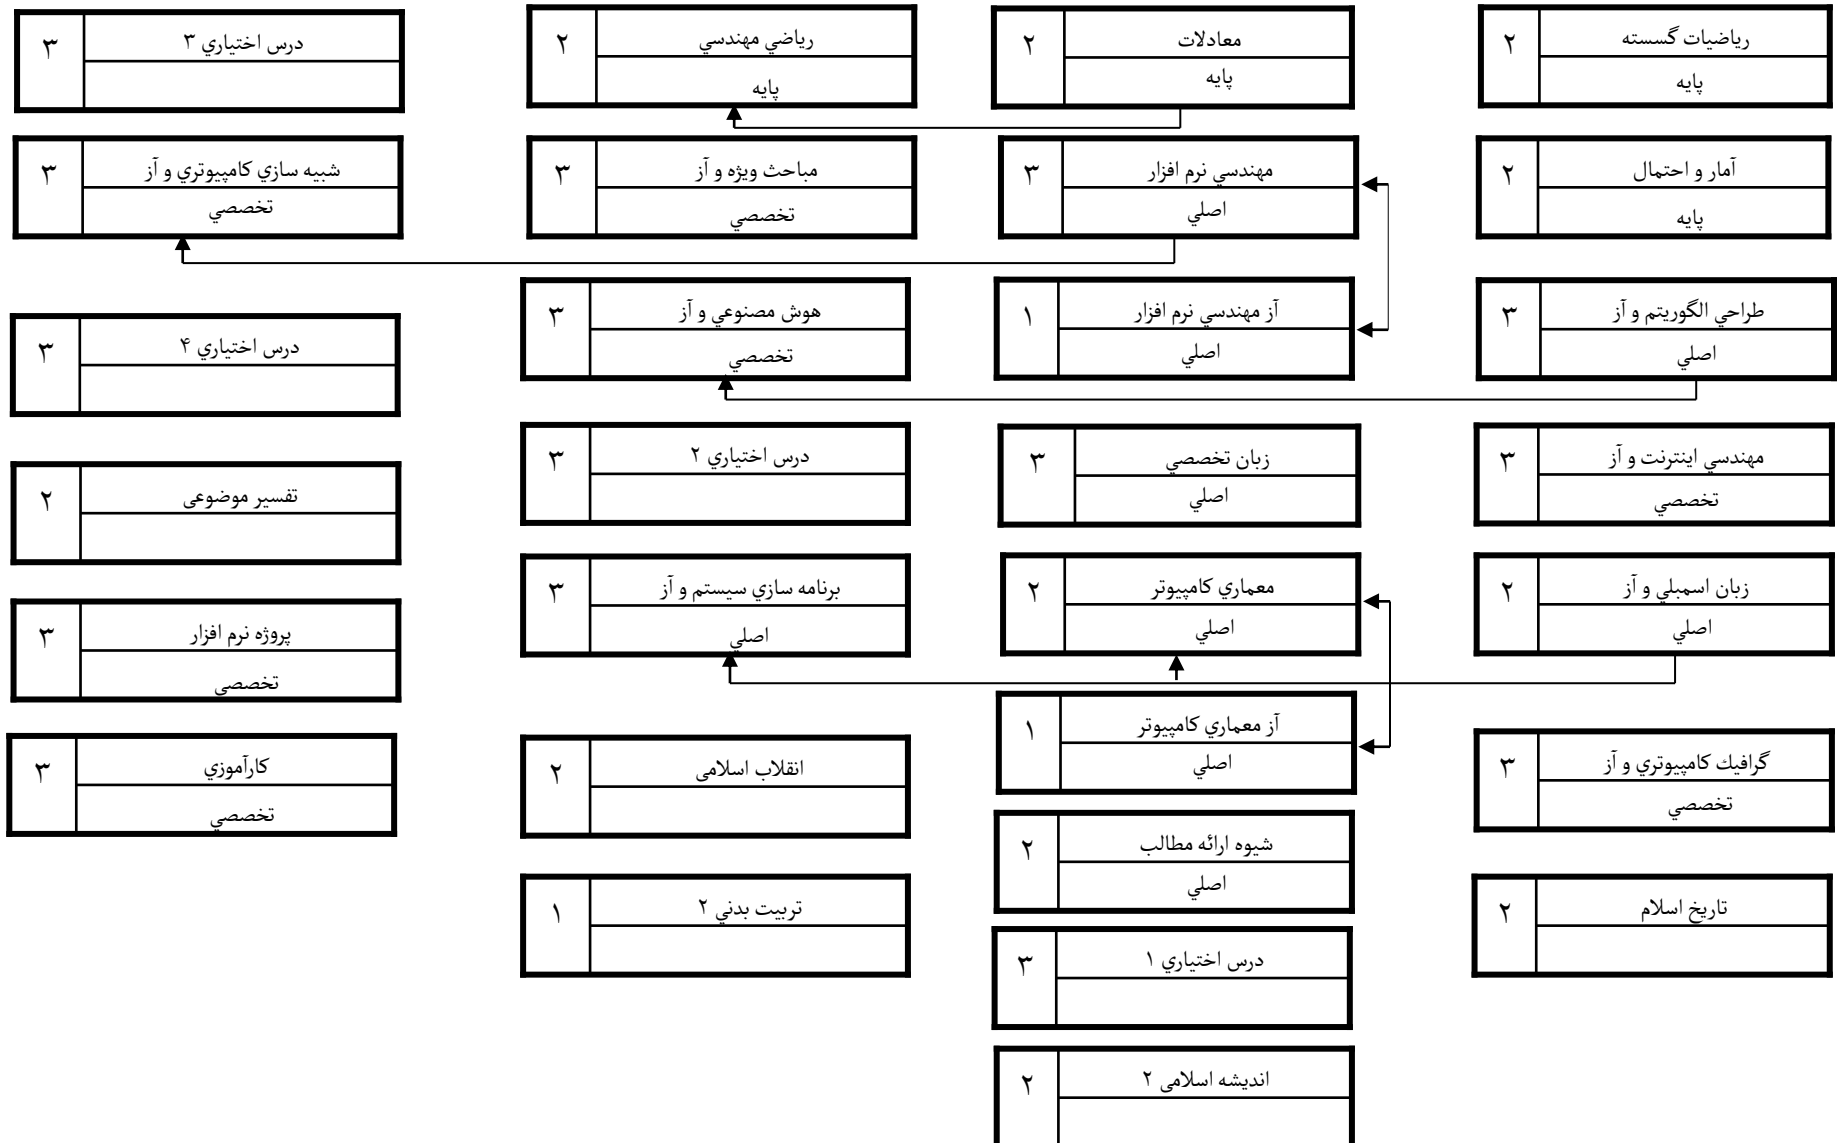 رياضيات گسسته
۲
پايه
آمار و احتمال
۲
پايه
طراحي الگوريتم و آز
۳
اصلي
مهندسي اينترنت و آز
۳
تخصصي
زبان اسمبلي و آز
۲
اصلي
گرافيك كامپيوتري و آز
۳
تخصصي
تاريخ اسلام
۲
معادلات
۲
پايه
مهندسي نرم افزار
۳
اصلي
آز مهندسي نرم افزار
۱
اصلي
زبان تخصصي
۳
اصلي
معماري كامپيوتر
۲
اصلي
آز معماري كامپيوتر
۱
اصلي
شيوه ارائه مطالب
۲
اصلي
درس اختياري ۱
۳
انديشه اسلامی ۲
۲
رياضي مهندسي
۲
پايه
مباحث ويژه و آز
۳
تخصصي
هوش مصنوعي و آز
۳
تخصصي
درس اختياري ۲
۳
برنامه سازي سيستم و آز
۳
اصلي
انقلاب اسلامی
۲
تربيت بدني ۲
۱
درس اختياري ۳
۳
شبيه سازي كامپيوتري و آز
۳
تخصصي
درس اختياري ۴
۳
تفسير موضوعی
۲
پروژه نرم افزار
۳
تخصصي
كارآموزي
۳
تخصصي